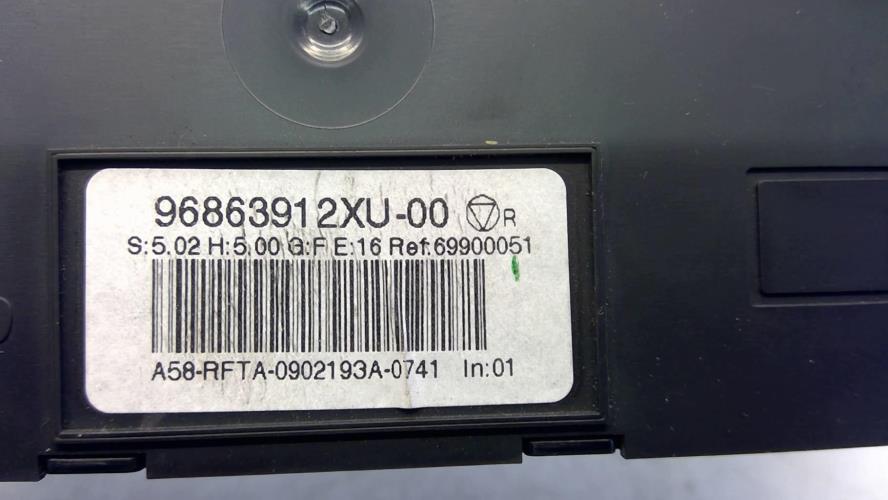 96863912XU-00 R
S:5.02 H:5.00 G:F E:16 Ref:69900051
A58-RFTA-0902193A-0741 In:01